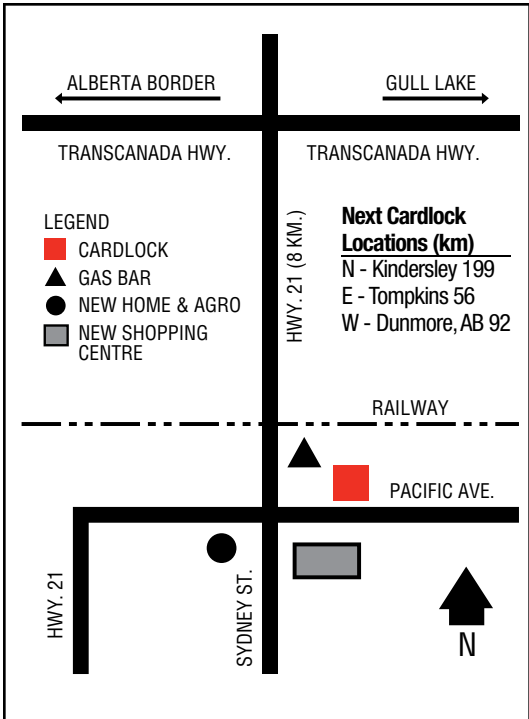 ALBERTA BORDER
GULL LAKE
TRANSCANADA HWY.
TRANSCANADA HWY.
LEGEND
CARDLOCK
GAS BAR
NEW HOME & AGRO
NEW SHOPPING
CENTRE
HWY. 21 (8 KM.)
Next Cardlock
Locations (km)
N - Kindersley 199
E - Tompkins 56
W - Dunmore, AB 92
RAILWAY
PACIFIC AVE.
HWY. 21
SYDNEY ST.
N